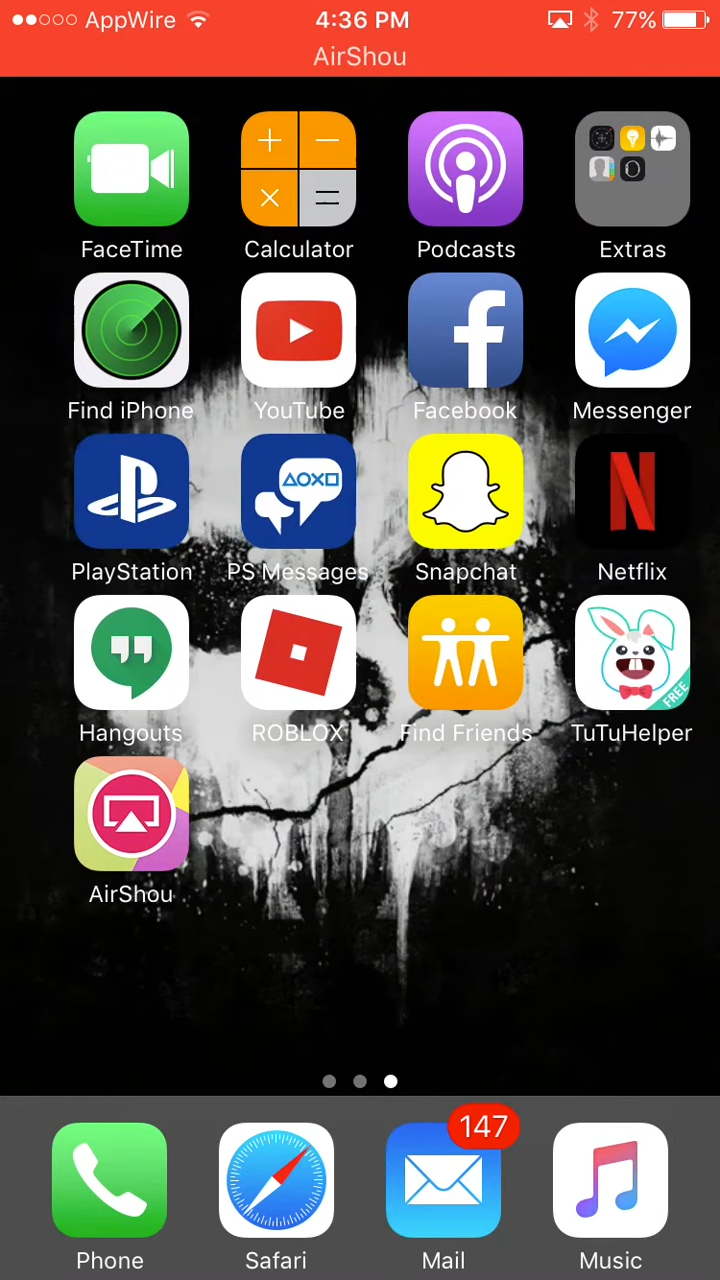 AppWire 4:36 PM 77%
AirShou
FaceTime Calculator Podcasts Extras
Find iPhone YouTube Facebook Messenger
PlayStation PS Messages Snapchat Netflix
FREE
Hangouts ROBLOX Find Friends TuTuHelper
AirShou
147
Phone Safari Mail Music